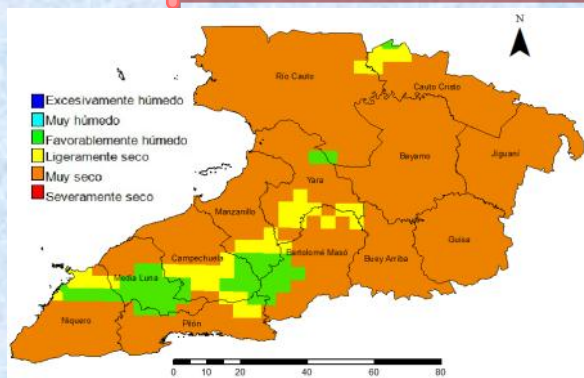 N
Río Cauto
Cauto Cristo
Excesivamente húmedo
Muy húmedo
Favorablemente húmedo
Ligeramente seco
Muy seco
Severamente seco
Jiguaní
Bayamo
Yara
Manzanillo
Guisa
Campechuela
Bartolomé Masó
Buey Arriba
Media Luna
Niquero
Pilón
0 5 10 20 40 60 80